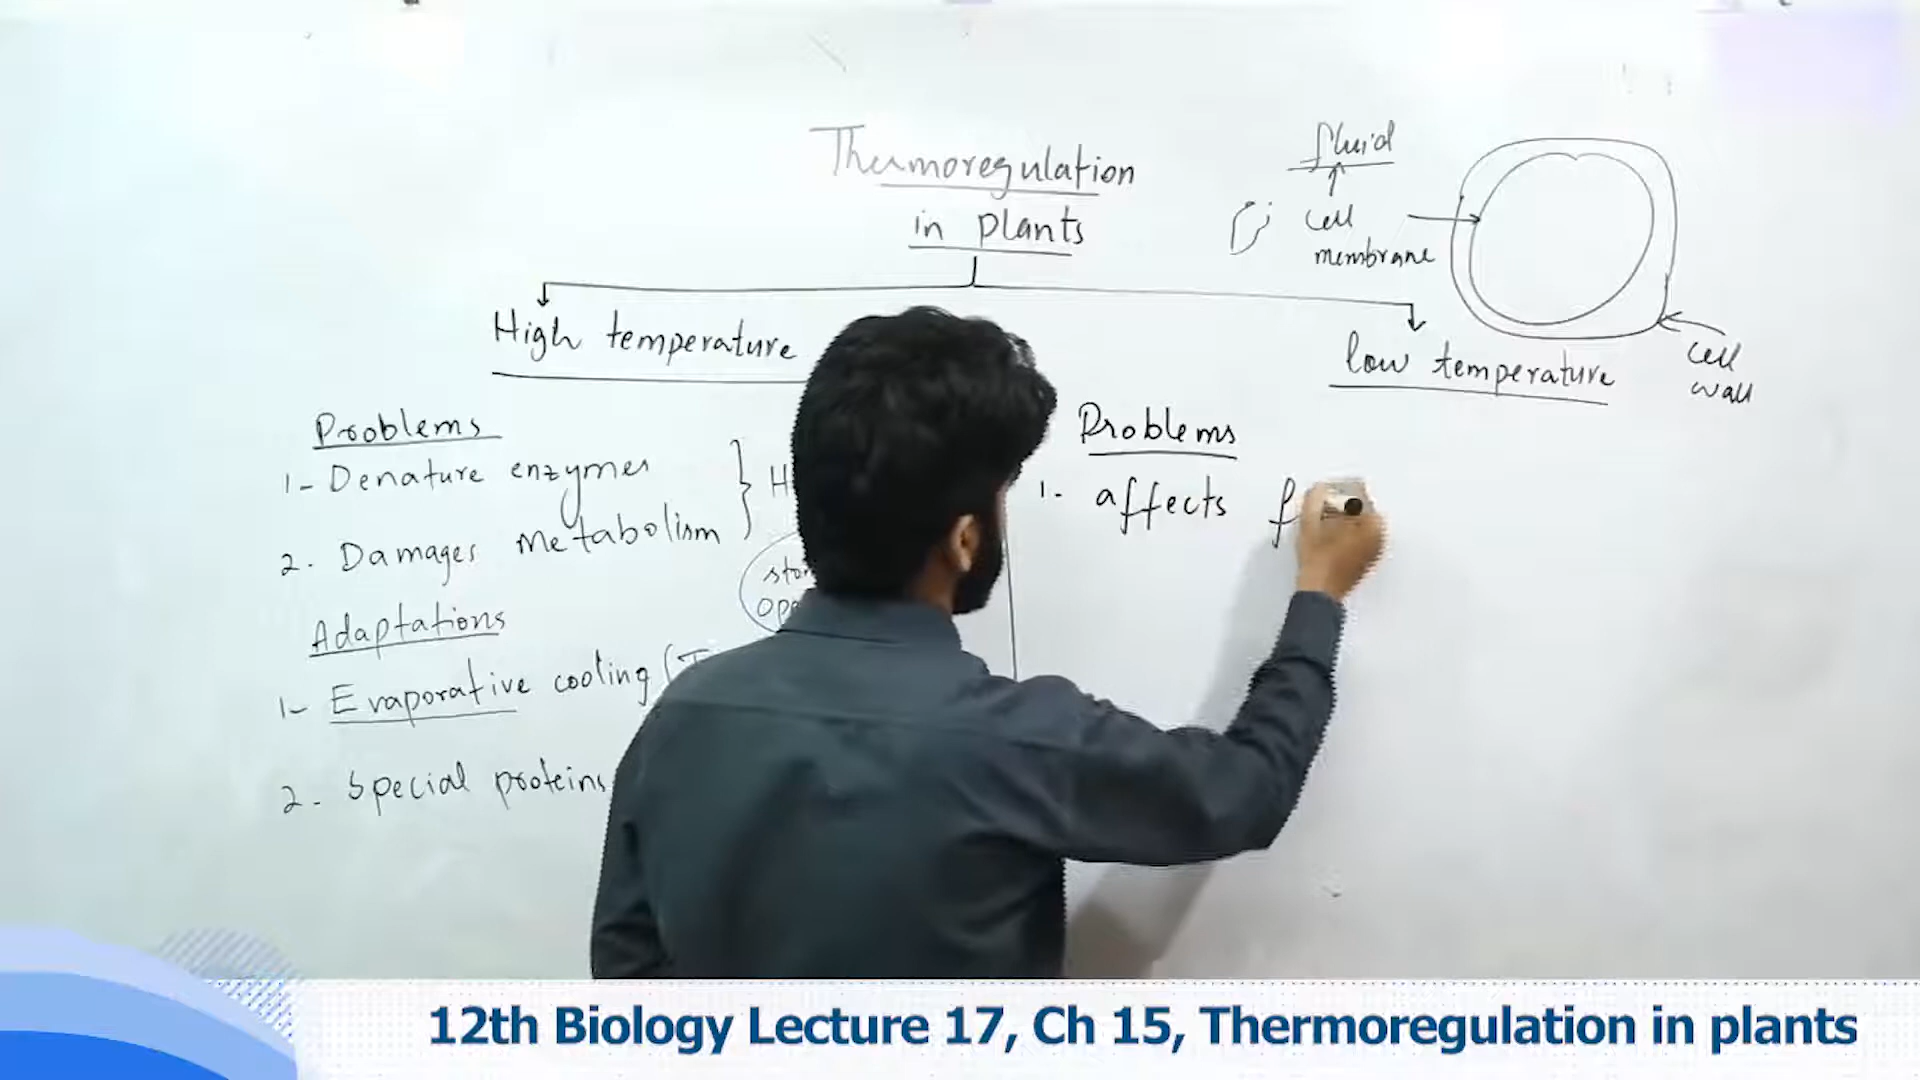 Thermoregulation
in plants
fluid
cell
membrane
cell
wall
High temperature
low temperature
Problems
1- Denature enzymes
2. Damages metabolism
H
Adaptations
1- Evaporative cooling (T
2- Special proteins
Problems
1. affects f
12th Biology Lecture 17, Ch 15, Thermoregulation in plants